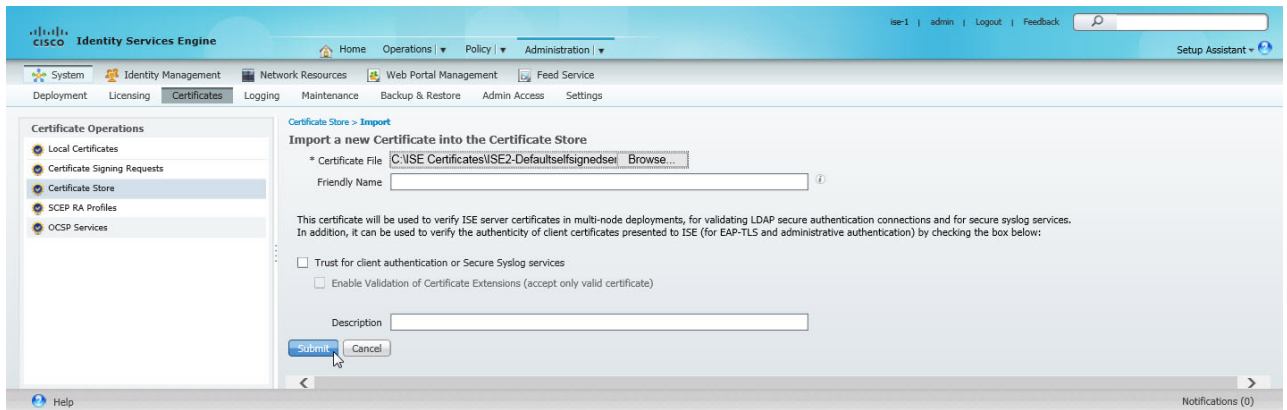 ise-1 | admin | Logout | Feedback
cisco Identity Services Engine
Home Operations | Policy | Administration |
Setup Assistant
System Identity Management Network Resources Web Portal Management Feed Service
Deployment Licensing Certificates Logging Maintenance Backup & Restore Admin Access Settings
Certificate Operations
Local Certificates
Certificate Signing Requests
Certificate Store
SCEP RA Profiles
OCSP Services
Certificate Store > Import
Import a new Certificate into the Certificate Store
* Certificate File C:\ISE Certificates\ISE2-Defaultselfsignedser Browse...
Friendly Name
This certificate will be used to verify ISE server certificates in multi-node deployments, for validating LDAP secure authentication connections and for secure syslog services.
In addition, it can be used to verify the authenticity of client certificates presented to ISE (for EAP-TLS and administrative authentication) by checking the box below:
Trust for client authentication or Secure Syslog services
Enable Validation of Certificate Extensions (accept only valid certificate)
Description
Submit Cancel
Help
Notifications (0)